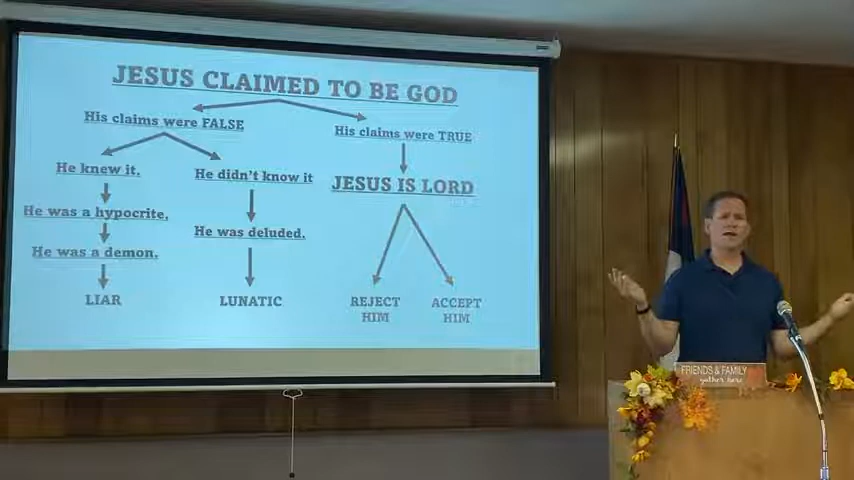 JESUS CLAIMED TO BE GOD
His claims were FALSE
His claims were TRUE
He knew it.
He didn't know it
JESUS IS LORD
He was a hypocrite,
He was deluded.
He was a demon,
LIAR
LUNATIC
REJECT
HIM
ACCEPT
HIM
FRIENDS & FAMILY
gather here